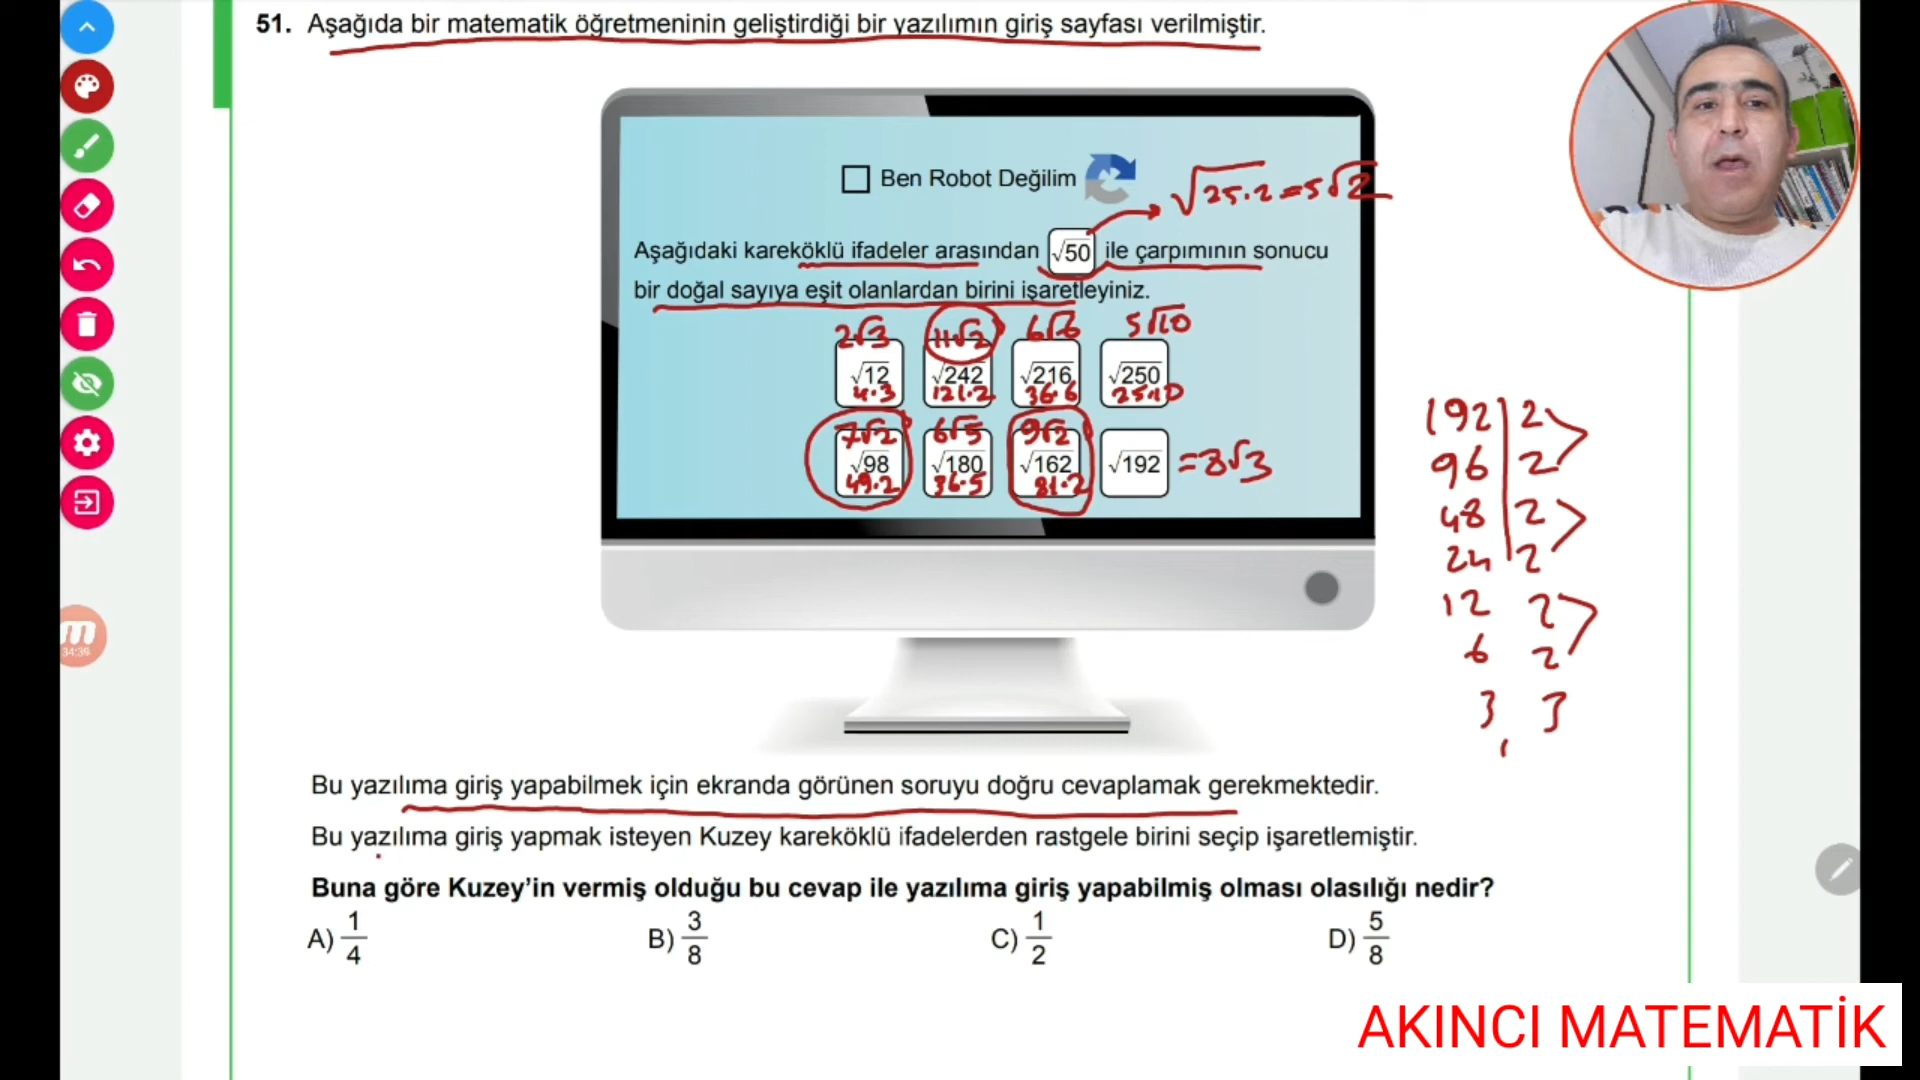 51. Aşağıda bir matematik öğretmeninin geliştirdiği bir yazılımın giriş sayfası verilmiştir.
Ben Robot Değilim
√25.2=5√2
Aşağıdaki kareköklü ifadeler arasından √50 ile çarpımının sonucu
bir doğal sayıya eşit olanlardan birini işaretleyiniz.
2√3 11√2 6√6 5√10
√12 √242 √216 √250
4.3 121.2 36.6 25.10
7√2 6√5 9√2
√98 √180 √162 √192 =8√3
49.2 36.5 81.2
192 2
96 2
48 2
24 2
12 2
6 2
3 3
1
m
34:39
Bu yazılıma giriş yapabilmek için ekranda görünen soruyu doğru cevaplamak gerekmektedir.
Bu yazılıma giriş yapmak isteyen Kuzey kareköklü ifadelerden rastgele birini seçip işaretlemiştir.
Buna göre Kuzey'in vermiş olduğu bu cevap ile yazılıma giriş yapabilmiş olması olasılığı nedir?
A) 1/4 B) 3/8 C) 1/2 D) 5/8
AKINCI MATEMATİK